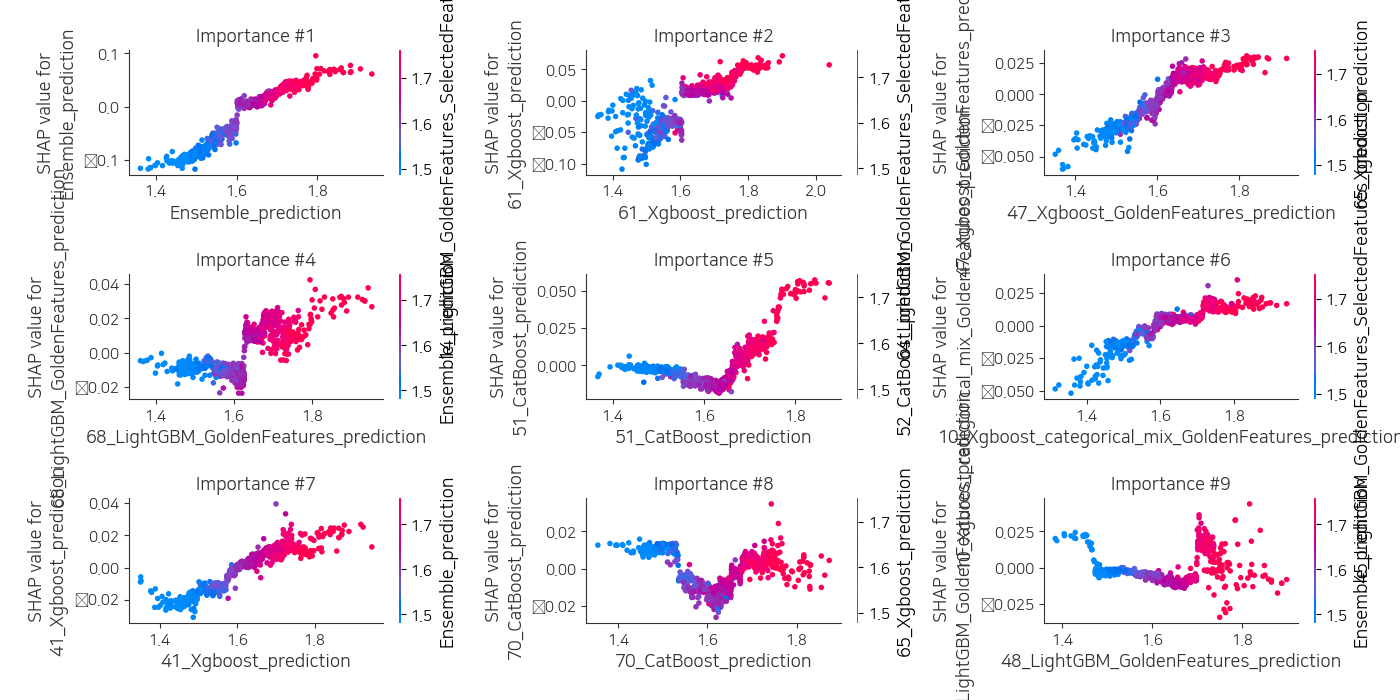 Importance #1
SHAP value for
Ensemble_prediction
0.1
0.0
0.1
1.4 1.6 1.8
Ensemble_prediction
1.7
1.6
1.5
Importance #2
SHAP value for
61_Xgboost_prediction
0.05
0.00
0.05
0.10
1.4 1.6 1.8 2.0
61_Xgboost_prediction
1.7
1.6
1.5
Importance #3
SHAP value for
0.025
0.000
0.025
0.050
1.4 1.6 1.8
47_Xgboost_GoldenFeatures_prediction
1.7
1.6
1.5
65_Xgboost_prediction
Importance #4
SHAP value for
68_LightGBM_GoldenFeatures_prediction
0.04
0.02
0.00
0.02
1.4 1.6 1.8
68_LightGBM_GoldenFeatures_prediction
1.7
1.6
1.5
Importance #5
SHAP value for
51_CatBoost_prediction
0.050
0.025
0.000
1.4 1.6 1.8
51_CatBoost_prediction
1.7
1.6
1.5
Importance #6
SHAP value for
0.025
0.000
0.025
0.050
1.4 1.6 1.8
1.7
1.6
1.5
Importance #7
SHAP value for
41_Xgboost_prediction
0.04
0.02
0.00
0.02
1.4 1.6 1.8
41_Xgboost_prediction
1.7
1.6
1.5
Ensemble_prediction
Importance #8
SHAP value for
70_CatBoost_prediction
0.02
0.00
0.02
1.4 1.6 1.8
70_CatBoost_prediction
1.7
1.6
1.5
65_Xgboost_prediction
Importance #9
SHAP value for
0.025
0.000
0.025
1.4 1.6 1.8
48_LightGBM_GoldenFeatures_prediction
1.7
1.6
1.5
Ensemble_prediction